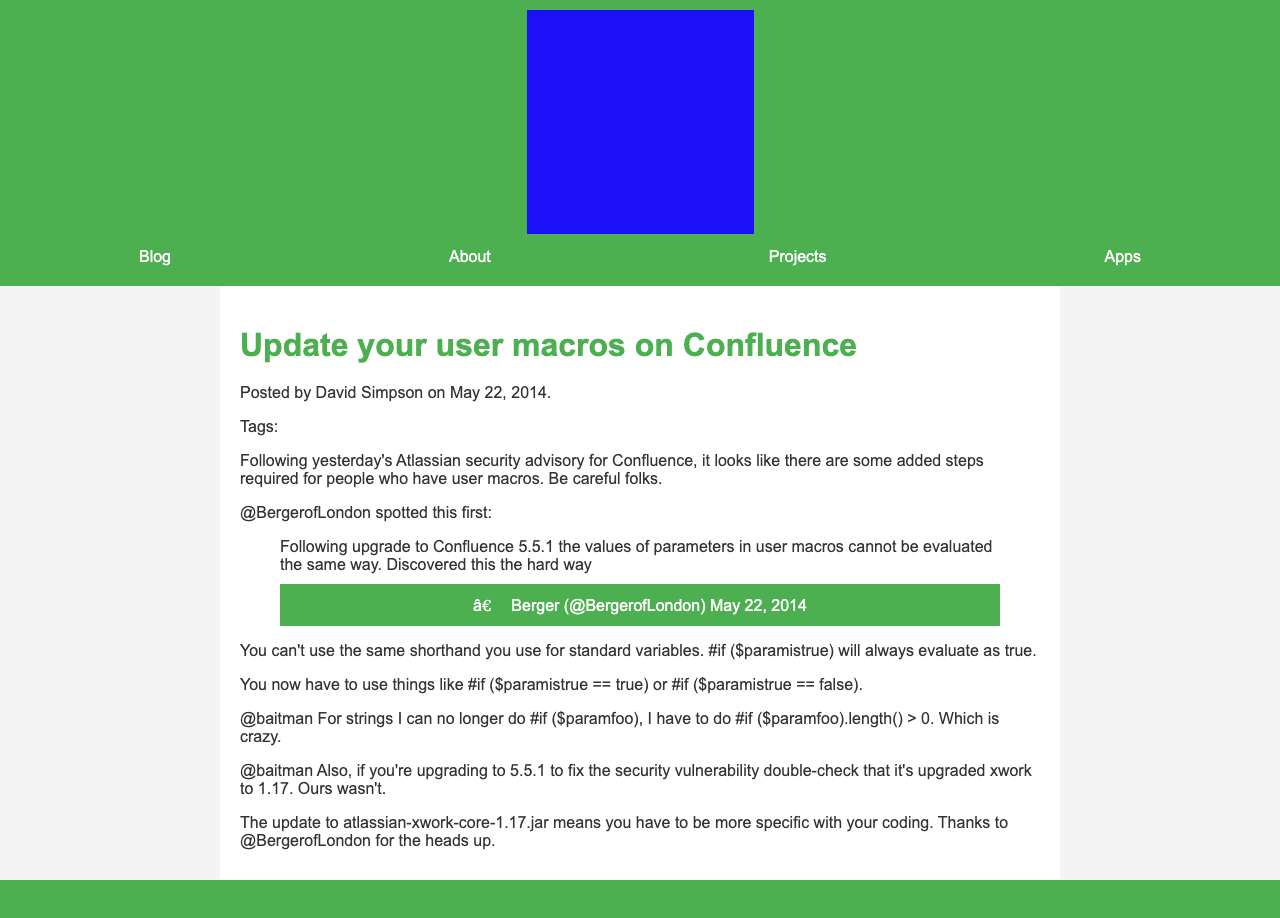 Blog About Projects Apps
Update your user macros on Confluence
Posted by David Simpson on May 22, 2014.
Tags:
Following yesterday's Atlassian security advisory for Confluence, it looks like there are some added steps
required for people who have user macros. Be careful folks.
@BergerofLondon spotted this first:
Following upgrade to Confluence 5.5.1 the values of parameters in user macros cannot be evaluated
the same way. Discovered this the hard way
â€ Berger (@BergerofLondon) May 22, 2014
You can't use the same shorthand you use for standard variables. #if ($paramistrue) will always evaluate as true.
You now have to use things like #if ($paramistrue == true) or #if ($paramistrue == false).
@baitman For strings I can no longer do #if ($paramfoo), I have to do #if ($paramfoo).length() > 0. Which is
crazy.
@baitman Also, if you're upgrading to 5.5.1 to fix the security vulnerability double-check that it's upgraded xwork
to 1.17. Ours wasn't.
The update to atlassian-xwork-core-1.17.jar means you have to be more specific with your coding. Thanks to
@BergerofLondon for the heads up.